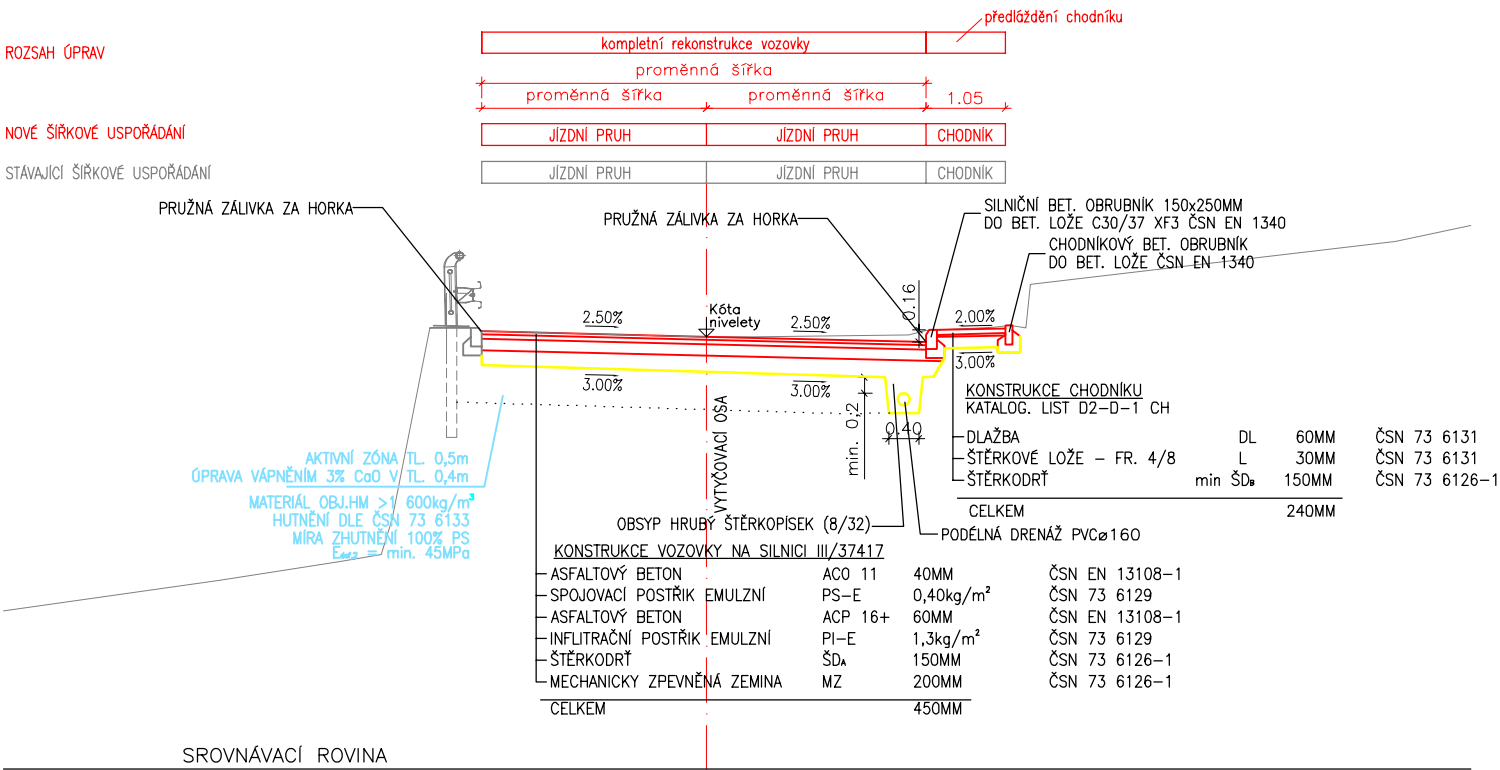 předláždění chodníku
ROZSAH ÚPRAV
kompletní rekonstrukce vozovky
proměnná šířka
proměnná šířka
proměnná šířka
1.05
NOVÉ ŠÍŘKOVÉ USPOŘÁDÁNÍ
JÍZDNÍ PRUH
JÍZDNÍ PRUH
CHODNÍK
STÁVAJÍCÍ ŠÍŘKOVÉ USPOŘÁDÁNÍ
JÍZDNÍ PRUH
JÍZDNÍ PRUH
CHODNÍK
PRUŽNÁ ZÁLIVKA ZA HORKA
PRUŽNÁ ZÁLIVKA ZA HORKA
SILNIČNÍ BET. OBRUBNÍK 150x250MM
DO BET. LOŽE C30/37 XF3 ČSN EN 1340
CHODNÍKOVÝ BET. OBRUBNÍK
DO BET. LOŽE ČSN EN 1340
0.16
Kóta
nivelety
2.50%
2.50%
2.00%
3.00%
3.00%
3.00%
min. 0,2
0.40
VYTYČOVACÍ OSA
KONSTRUKCE CHODNÍKU
KATALOG. LIST D2-D-1 CH
DLAŽBA DL 60MM ČSN 73 6131
ŠTĚRKOVÉ LOŽE - FR. 4/8 L 30MM ČSN 73 6131
ŠTĚRKODRŤ min ŠDB 150MM ČSN 73 6126-1
CELKEM 240MM
AKTIVNÍ ZÓNA TL. 0,5m
ÚPRAVA VÁPNĚNÍM 3% CaO V TL. 0,4m
MATERIÁL OBJ.HM >1 600kg/m³
HUTNĚNÍ DLE ČSN 73 6133
MÍRA ZHUTNĚNÍ 100% PS
Edef,2 = min. 45MPa
OBSYP HRUBÝ ŠTĚRKOPÍSEK (8/32)
PODÉLNÁ DRENÁŽ PVCø160
KONSTRUKCE VOZOVKY NA SILNICI III/37417
ASFALTOVÝ BETON ACO 11 40MM ČSN EN 13108-1
SPOJOVACÍ POSTŘIK EMULZNÍ PS-E 0,40kg/m² ČSN 73 6129
ASFALTOVÝ BETON ACP 16+ 60MM ČSN EN 13108-1
INFLITRAČNÍ POSTŘIK EMULZNÍ PI-E 1,3kg/m² ČSN 73 6129
ŠTĚRKODRŤ ŠDA 150MM ČSN 73 6126-1
MECHANICKY ZPEVNĚNÁ ZEMINA MZ 200MM ČSN 73 6126-1
CELKEM 450MM
SROVNÁVACÍ ROVINA